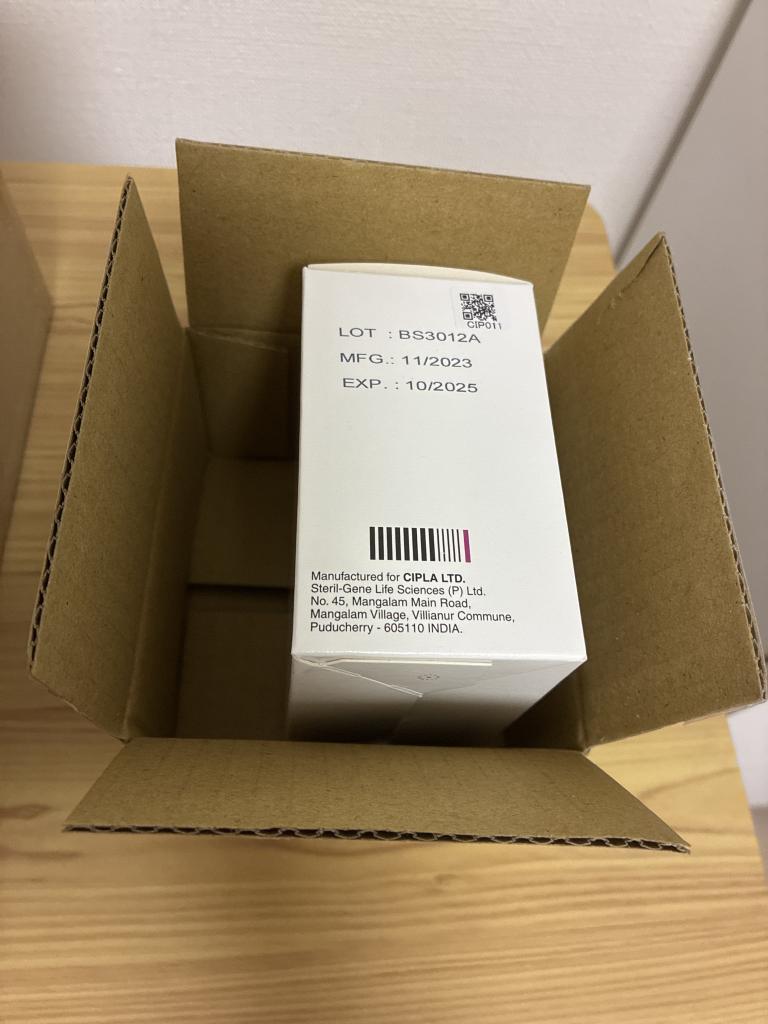 CIP011
LOT : BS3012A
MFG.: 11/2023
EXP. : 10/2025
Manufactured for CIPLA LTD.
Steril-Gene Life Sciences (P) Ltd.
No. 45, Mangalam Main Road,
Mangalam Village, Villianur Commune,
Puducherry - 605110 INDIA.